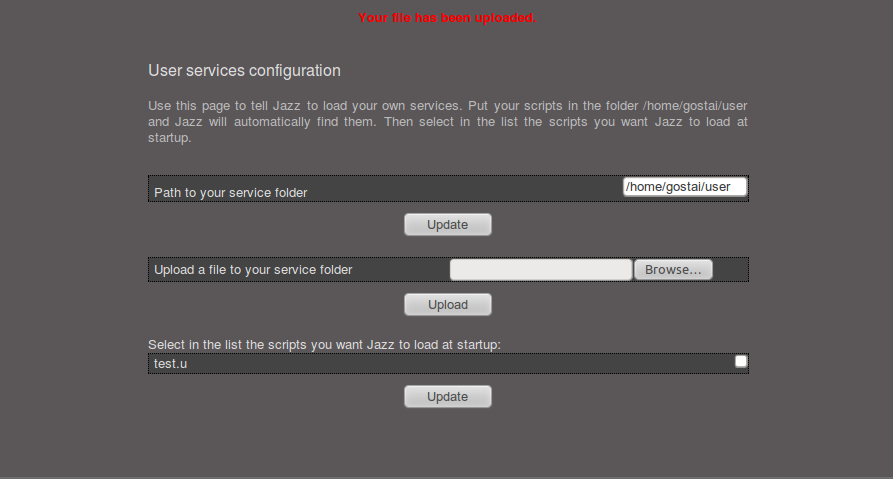 Your file has been uploaded.
User services configuration
Use this page to tell Jazz to load your own services. Put your scripts in the folder /home/gostai/user
and Jazz will automatically find them. Then select in the list the scripts you want Jazz to load at
startup.
Path to your service folder /home/gostai/user
Update
Upload a file to your service folder Browse...
Upload
Select in the list the scripts you want Jazz to load at startup:
test.u
Update